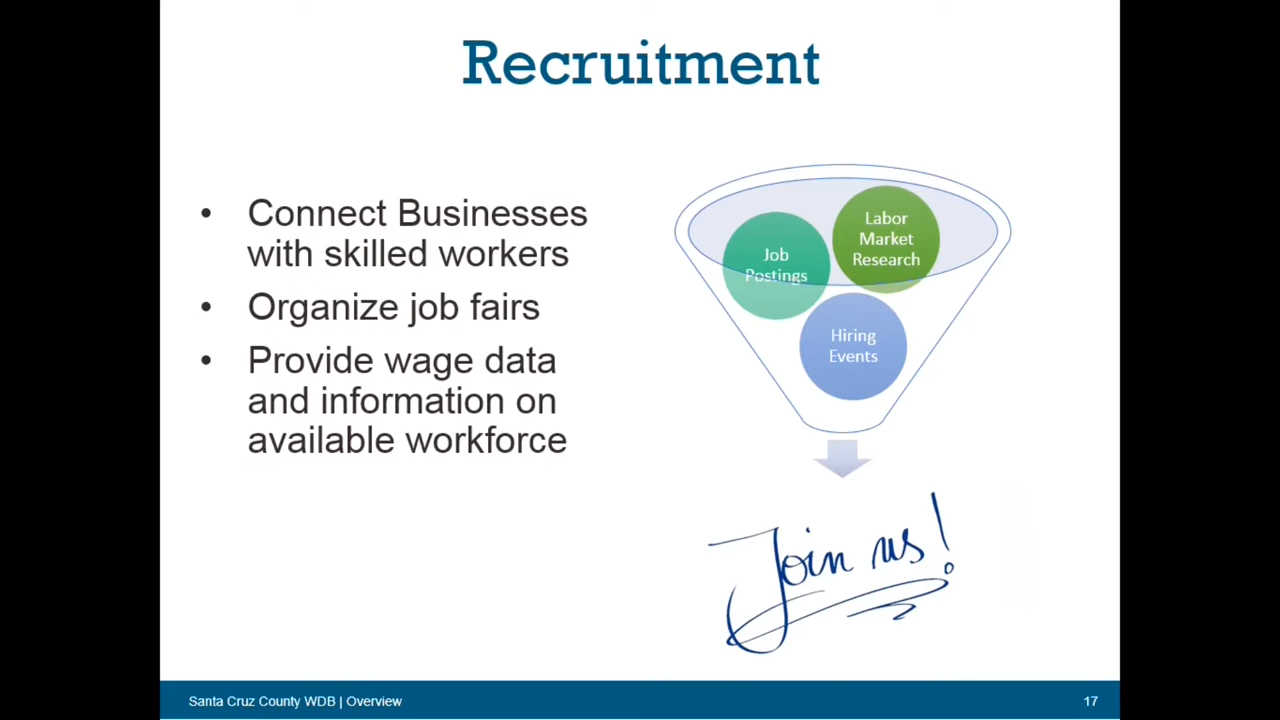 Recruitment
• Connect Businesses
with skilled workers
• Organize job fairs
• Provide wage data
and information on
available workforce
Labor
Market
Research
Job
Postings
Hiring
Events
Join us!
Santa Cruz County WDB | Overview
17